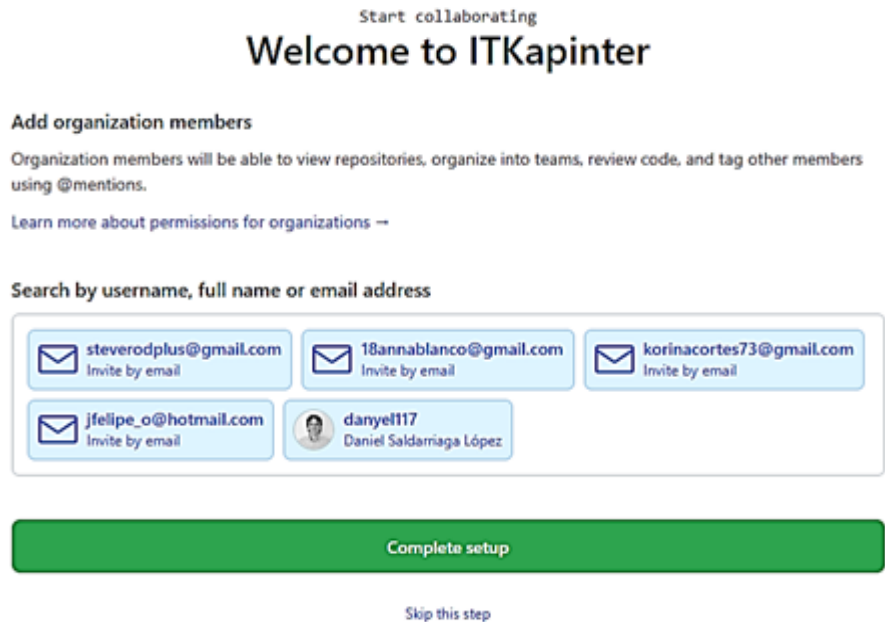 Start collaborating
Welcome to ITKapinter
Add organization members
Organization members will be able to view repositories, organize into teams, review code, and tag other members
using @mentions.
Learn more about permissions for organizations →
Search by username, full name or email address
steverodplus@gmail.com
Invite by email
18annablanco@gmail.com
Invite by email
korinacortes73@gmail.com
Invite by email
jfelipe_o@hotmail.com
Invite by email
danyel117
Daniel Saldarriaga López
Complete setup
Skip this step